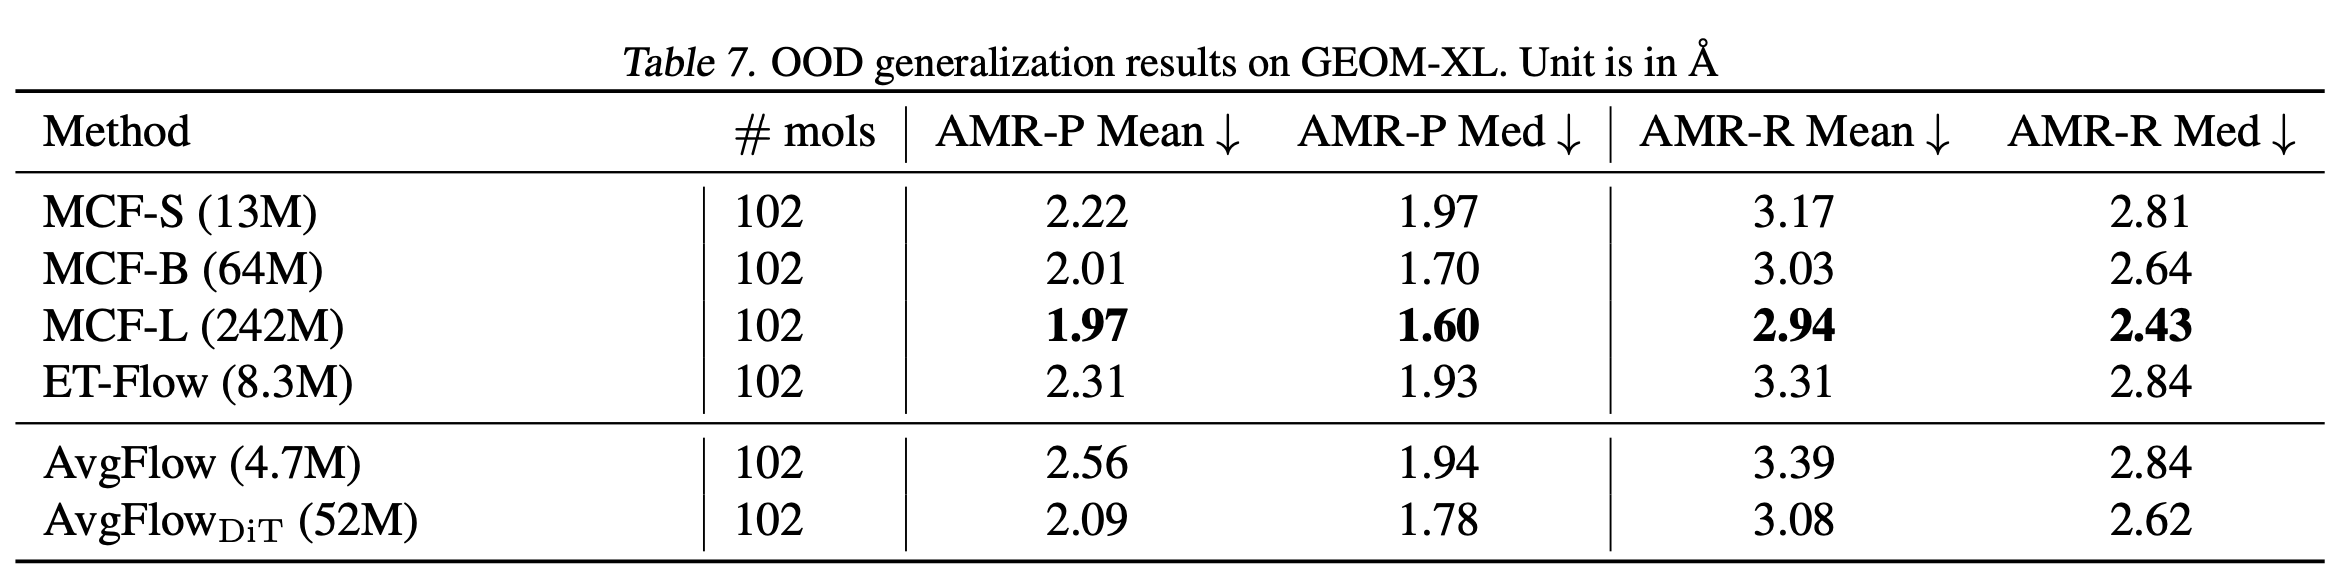 Table 7. OOD generalization results on GEOM-XL. Unit is in Å
Method # mols AMR-P Mean ↓ AMR-P Med ↓ AMR-R Mean ↓ AMR-R Med ↓
MCF-S (13M) 102 2.22 1.97 3.17 2.81
MCF-B (64M) 102 2.01 1.70 3.03 2.64
MCF-L (242M) 102 1.97 1.60 2.94 2.43
ET-Flow (8.3M) 102 2.31 1.93 3.31 2.84
AvgFlow (4.7M) 102 2.56 1.94 3.39 2.84
AvgFlowDiT (52M) 102 2.09 1.78 3.08 2.62